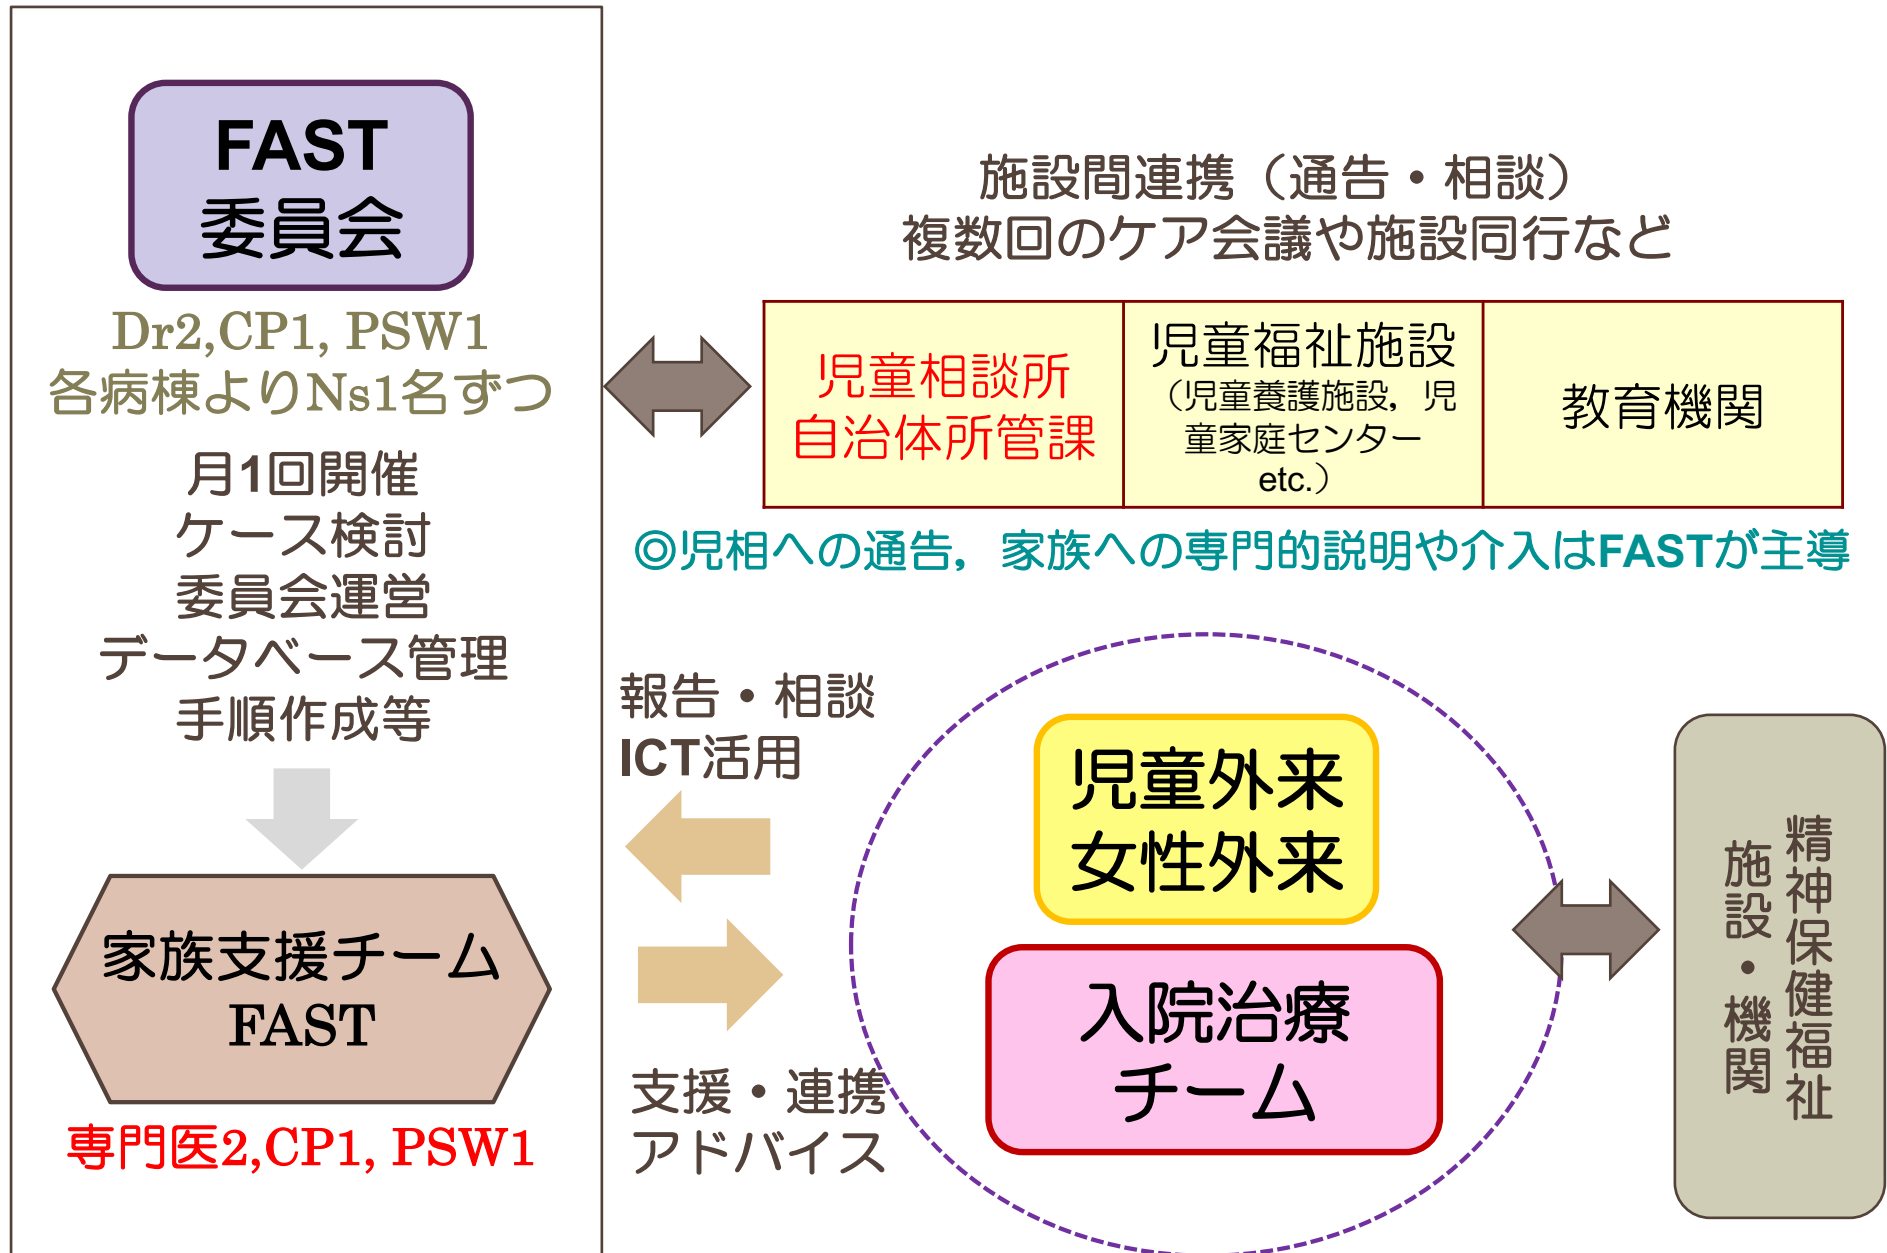 FAST
委員会
Dr2,CP1, PSW1
各病棟よりNs1名ずつ
月1回開催
ケース検討
委員会運営
データベース管理
手順作成等
家族支援チーム
FAST
専門医2,CP1, PSW1
施設間連携（通告・相談）
複数回のケア会議や施設同行など
児童相談所
自治体所管課
児童福祉施設
（児童養護施設，児
童家庭センター
etc.）
教育機関
◎児相への通告，家族への専門的説明や介入はFASTが主導
報告・相談
ICT活用
支援・連携
アドバイス
児童外来
女性外来
入院治療
チーム
精神保健福祉
施設・機関